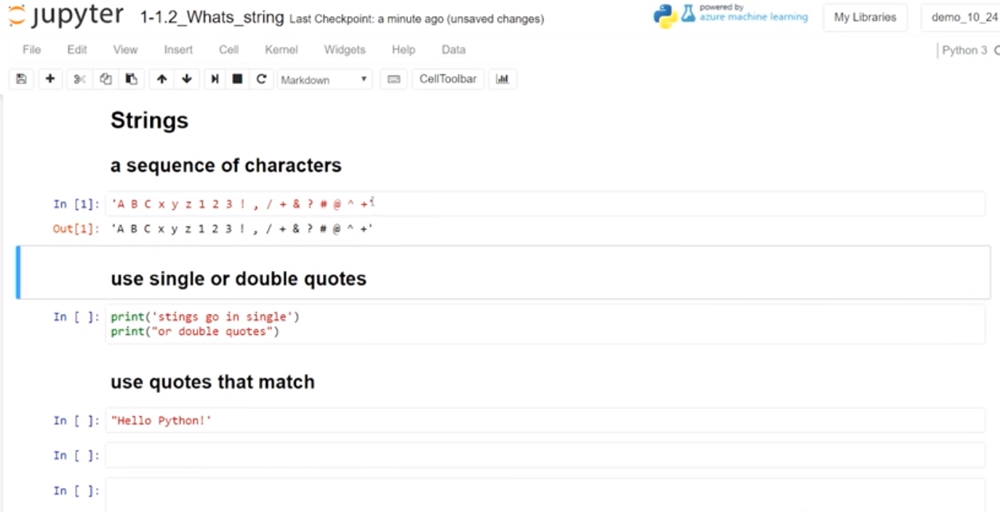 jupyter 1-1.2_Whats_string Last Checkpoint: a minute ago (unsaved changes)
powered by
azure machine learning
My Libraries
demo_10_24
File Edit View Insert Cell Kernel Widgets Help Data
Python 3
Markdown CellToolbar
Strings
a sequence of characters
In [1]: 'A B C x y z 1 2 3 ! , / + & ? # @ ^ +'
Out[1]: 'A B C x y z 1 2 3 ! , / + & ? # @ ^ +'
use single or double quotes
In [ ]: print('stings go in single')
print("or double quotes")
use quotes that match
In [ ]: "Hello Python!'
In [ ]:
In [ ]: